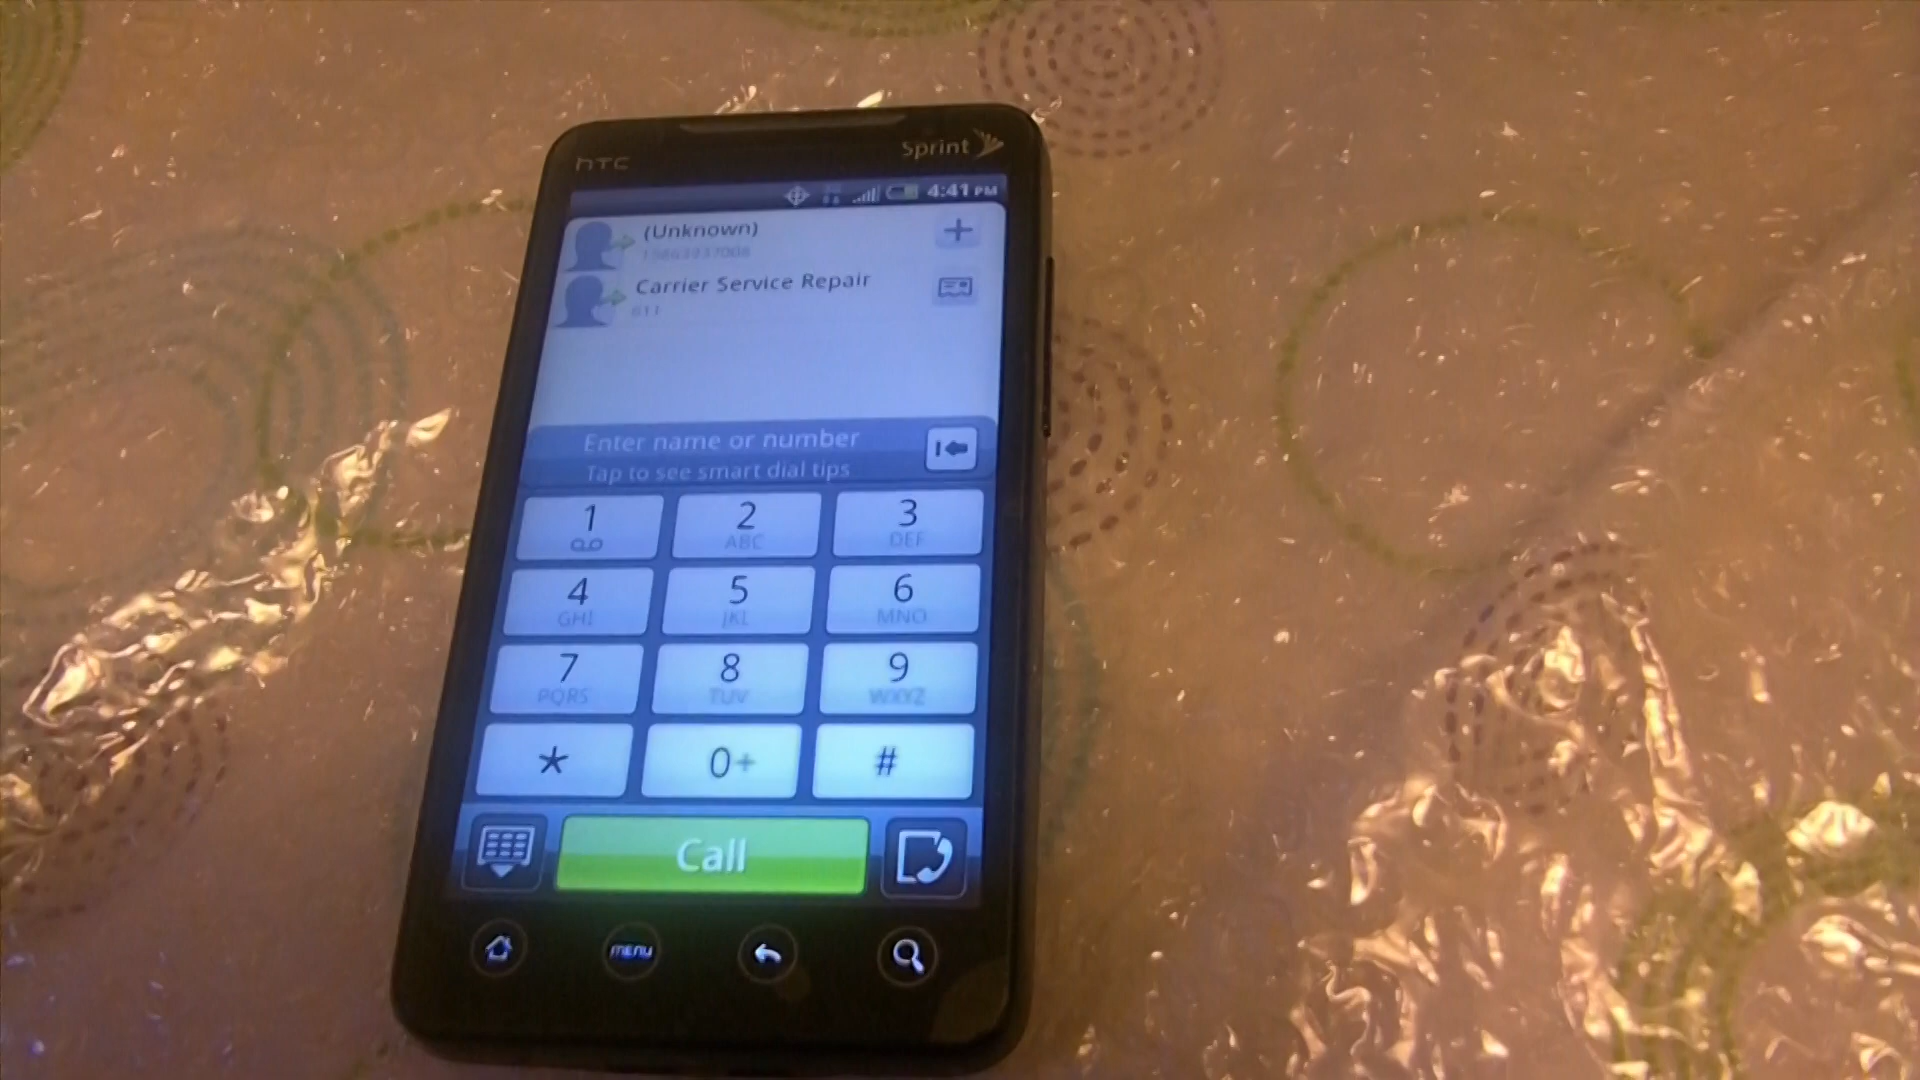 hTC
Sprint
4:41 PM
(Unknown)
Carrier Service Repair
611
Enter name or number
Tap to see smart dial tips
1
2
3
ABC
DEF
4
5
6
GHI
JKL
MNO
7
8
9
PQRS
TUV
WXYZ
*
0+
#
Call
menu